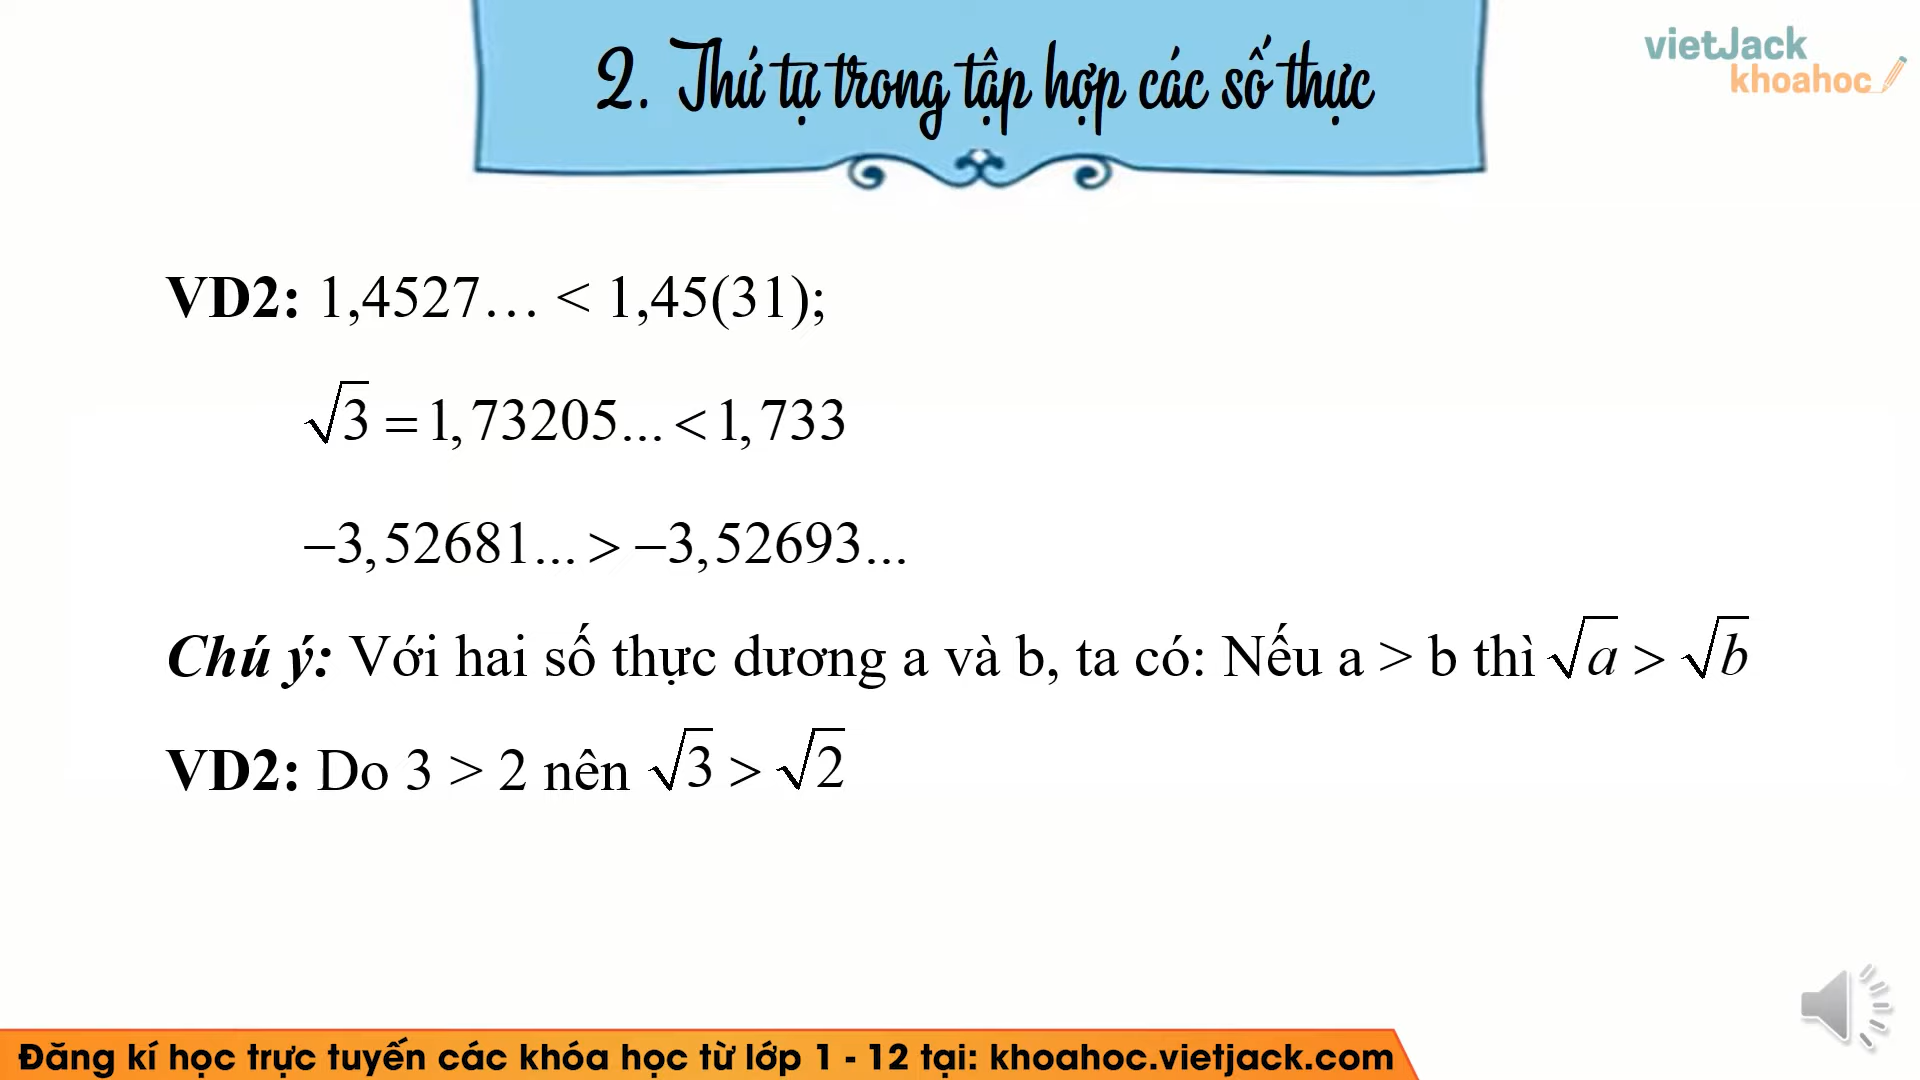 2. Thứ tự trong tập hợp các số thực
vietJack
khoahoc
VD2: 1,4527… < 1,45(31);
√3 = 1,73205... < 1,733
−3,52681... > −3,52693...
Chú ý: Với hai số thực dương a và b, ta có: Nếu a > b thì √a > √b
VD2: Do 3 > 2 nên √3 > √2
Đăng kí học trực tuyến các khóa học từ lớp 1 - 12 tại: khoahoc.vietjack.com